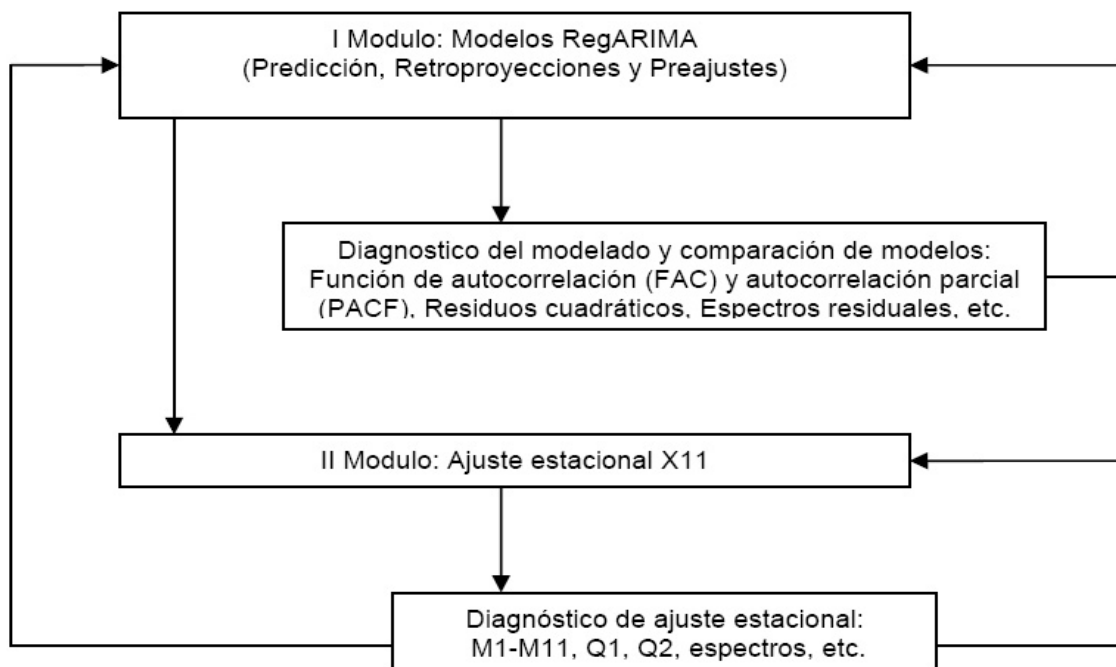 I Modulo: Modelos RegARIMA
(Predicción, Retroproyecciones y Preajustes)
Diagnostico del modelado y comparación de modelos:
Función de autocorrelación (FAC) y autocorrelación parcial
(PACF), Residuos cuadráticos, Espectros residuales, etc.
II Modulo: Ajuste estacional X11
Diagnóstico de ajuste estacional:
M1-M11, Q1, Q2, espectros, etc.